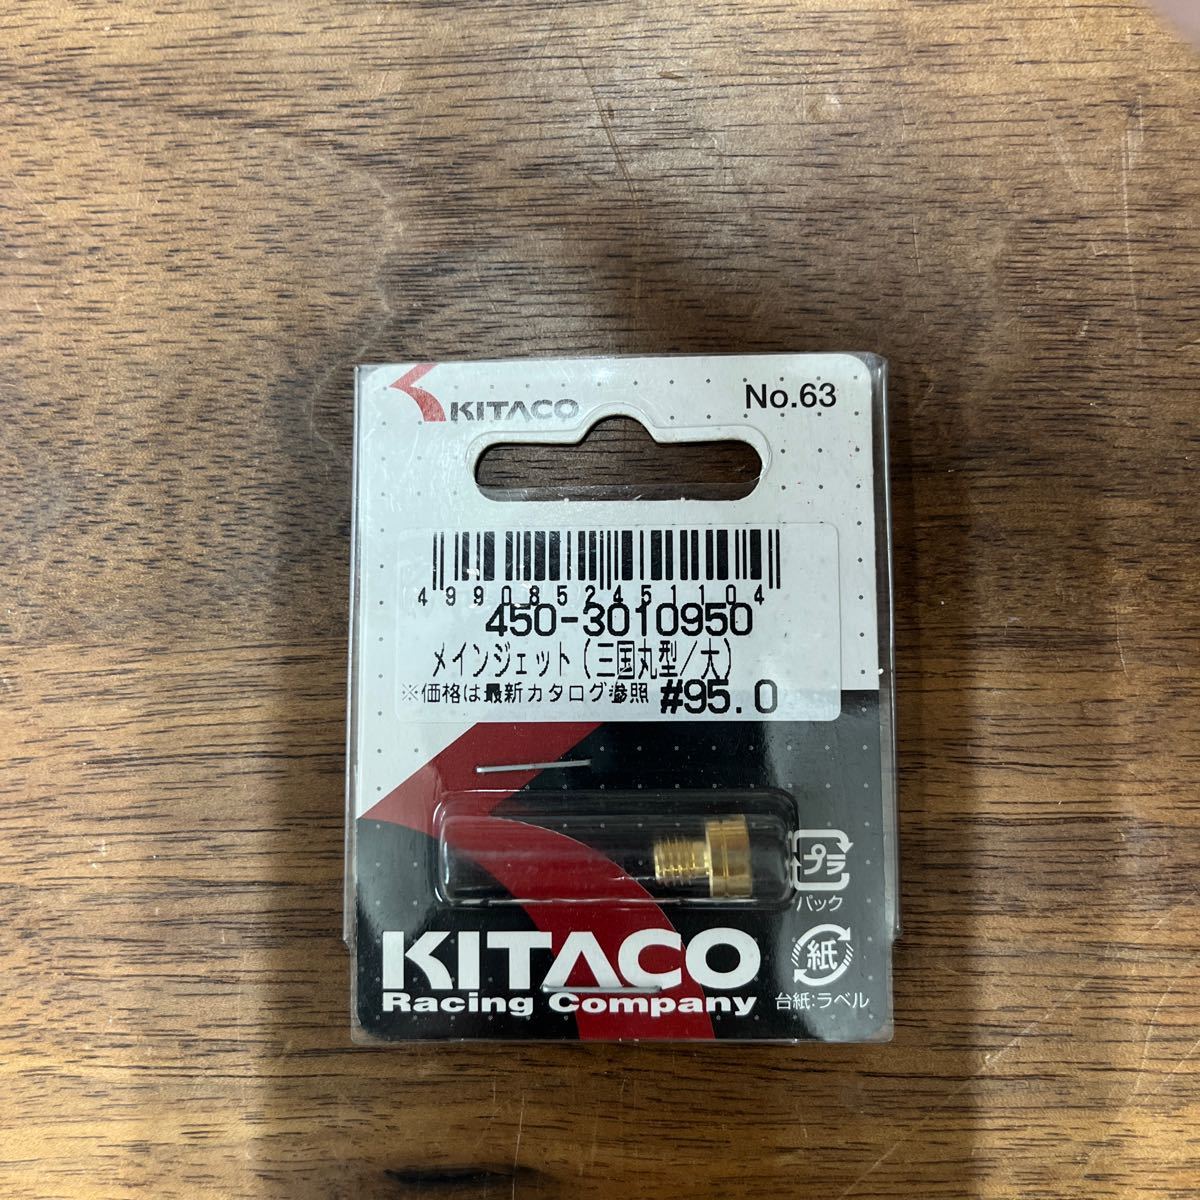 KITACO
No.63
4990852451104
450-3010950
メインジェット(三国丸型/大)
※価格は最新カタログ参照 #95.0
プラ
パック
KITACO
紙
Racing Company
台紙:ラベル